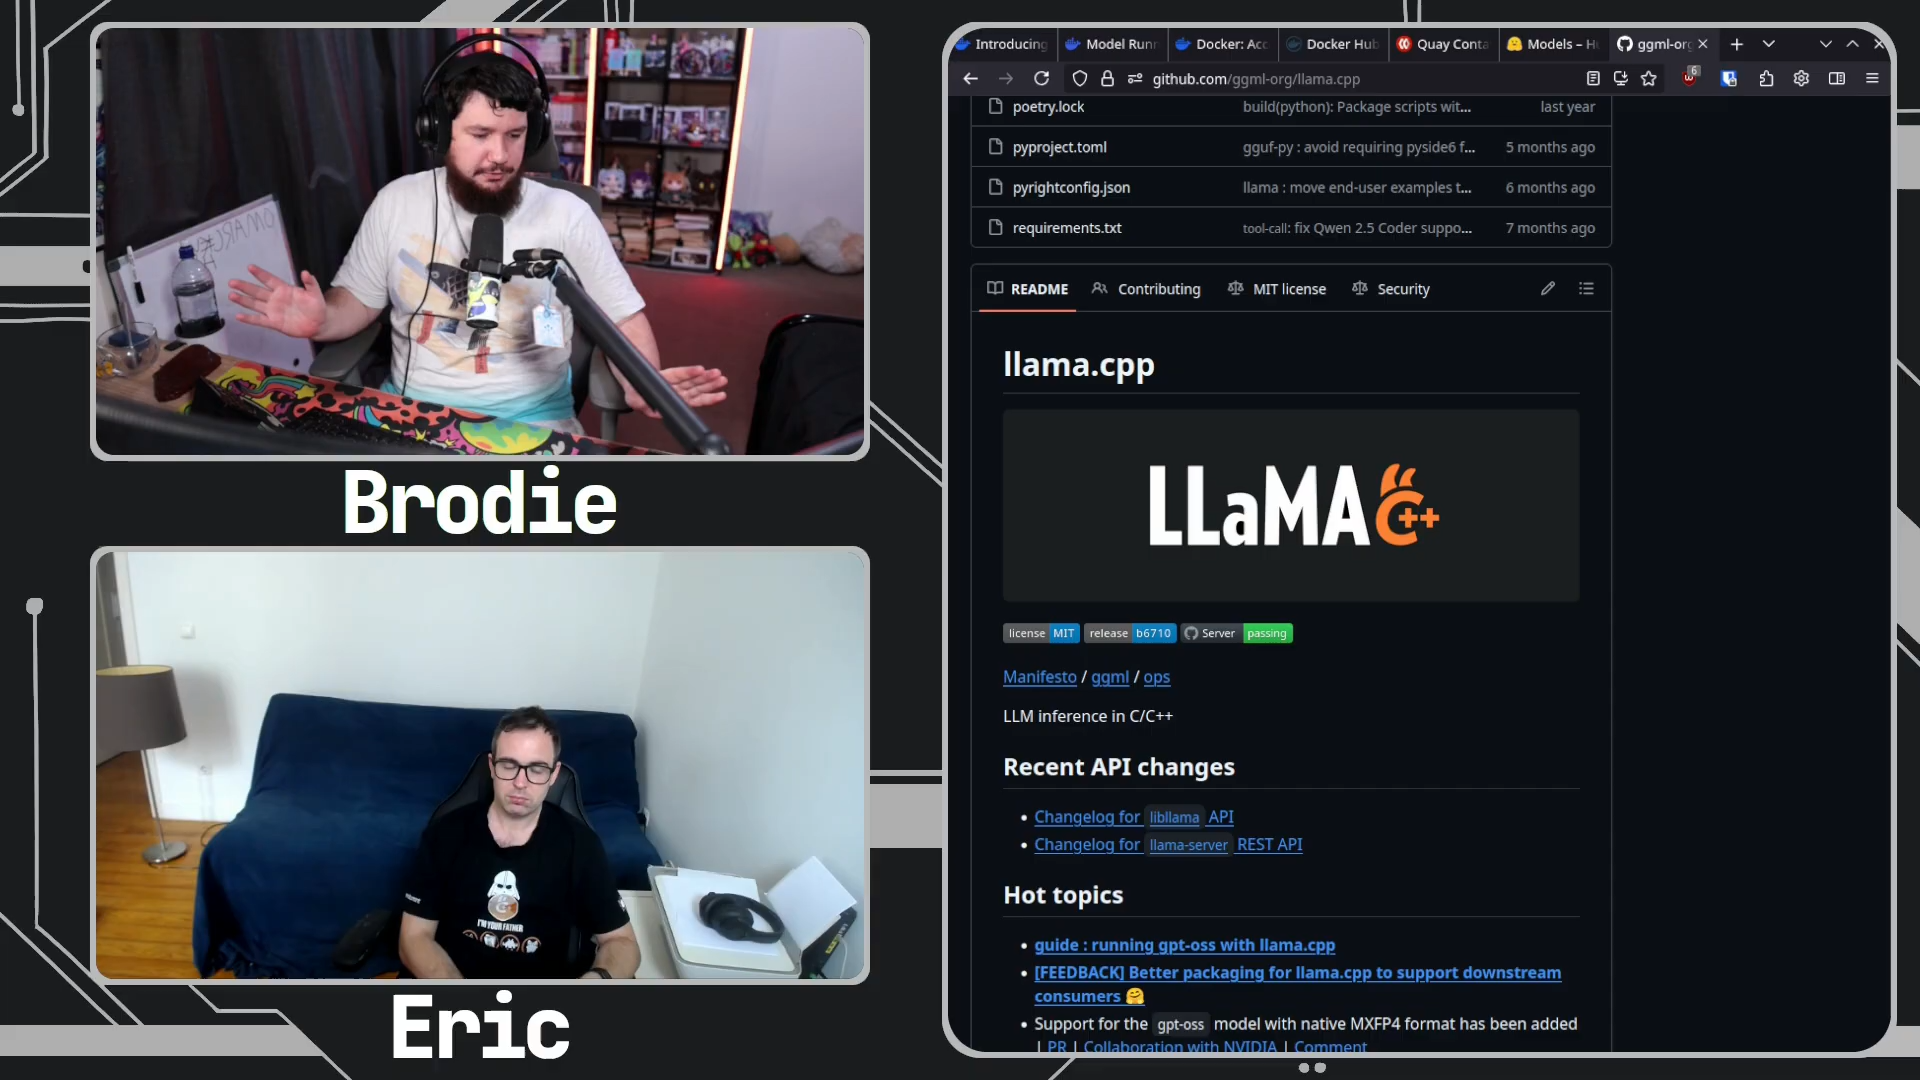 Brodie
Eric
I'M YOUR FATHER
Introducing
Model Run
Docker: Acc
Docker Hub
Quay Conta
Models – H
ggml-org
github.com/ggml-org/llama.cpp
6
poetry.lock build(python): Package scripts wit... last year
pyproject.toml gguf-py : avoid requiring pyside6 f... 5 months ago
pyrightconfig.json llama : move end-user examples t... 6 months ago
requirements.txt tool-call: fix Qwen 2.5 Coder suppo... 7 months ago
README Contributing MIT license Security
llama.cpp
LLaMA C++
license MIT release b6710 Server passing
Manifesto / ggml / ops
LLM inference in C/C++
Recent API changes
• Changelog for libllama API
• Changelog for llama-server REST API
Hot topics
• guide : running gpt-oss with llama.cpp
• [FEEDBACK] Better packaging for llama.cpp to support downstream
consumers 🤗
• Support for the gpt-oss model with native MXFP4 format has been added
| PR | Collaboration with NVIDIA | Comment